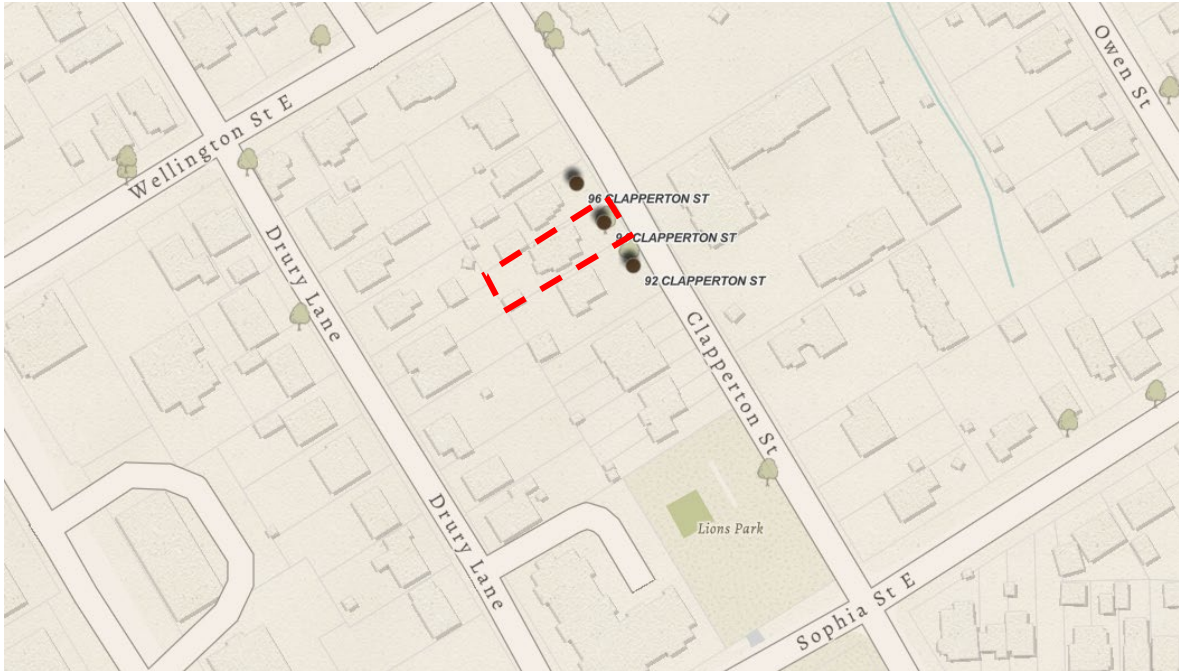 Owen St
Wellington St E
96 CLAPPERTON ST
CLAPPERTON ST
92 CLAPPERTON ST
Drury Lane
Clapperton St
Drury Lane
Lions Park
Sophia St E